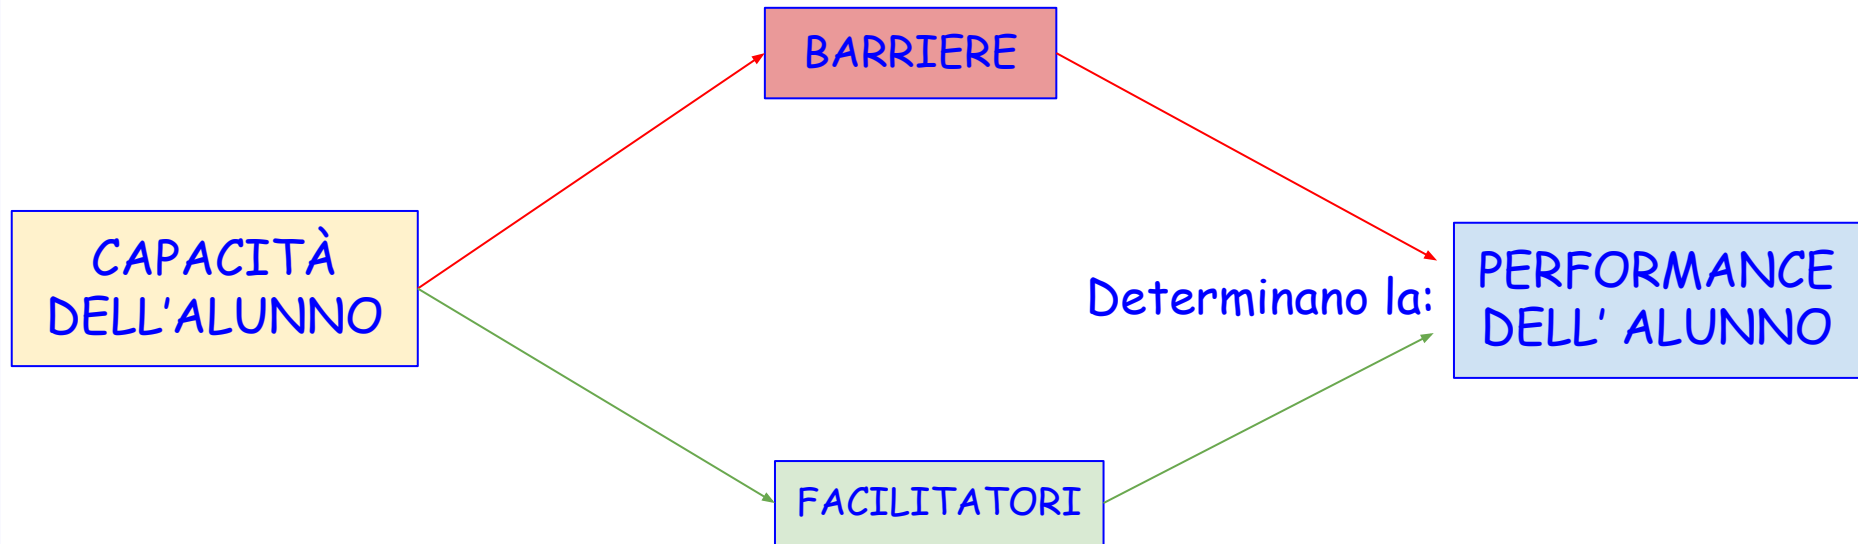 BARRIERE
CAPACITÀ
DELL'ALUNNO
Determinano la:
PERFORMANCE
DELL' ALUNNO
FACILITATORI